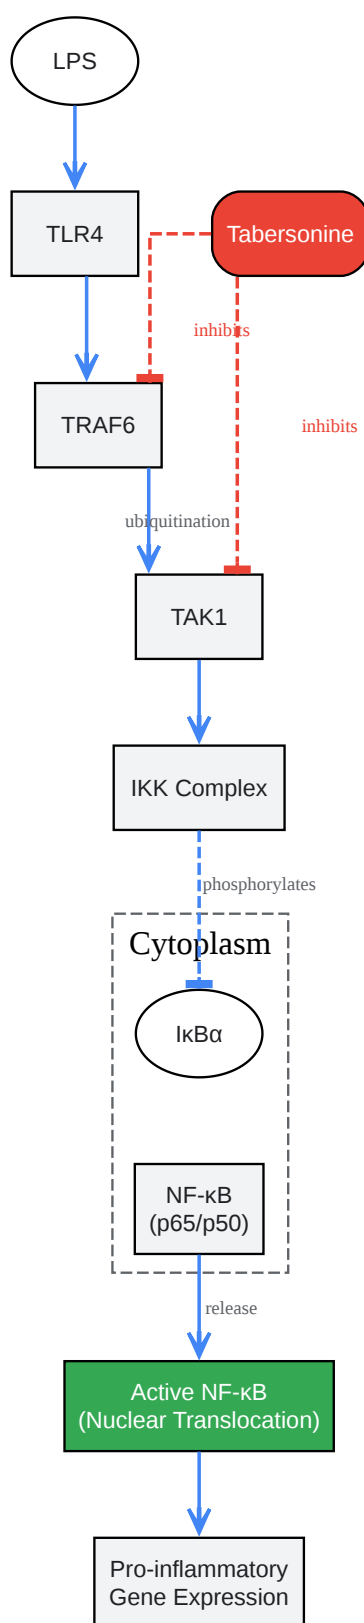 LPS
TLR4
Tabersonine
inhibits
TRAF6
inhibits
ubiquitination
TAK1
IKK Complex
phosphorylates
Cytoplasm
IκBα
NF-κB
(p65/p50)
release
Active NF-κB
(Nuclear Translocation)
Pro-inflammatory
Gene Expression